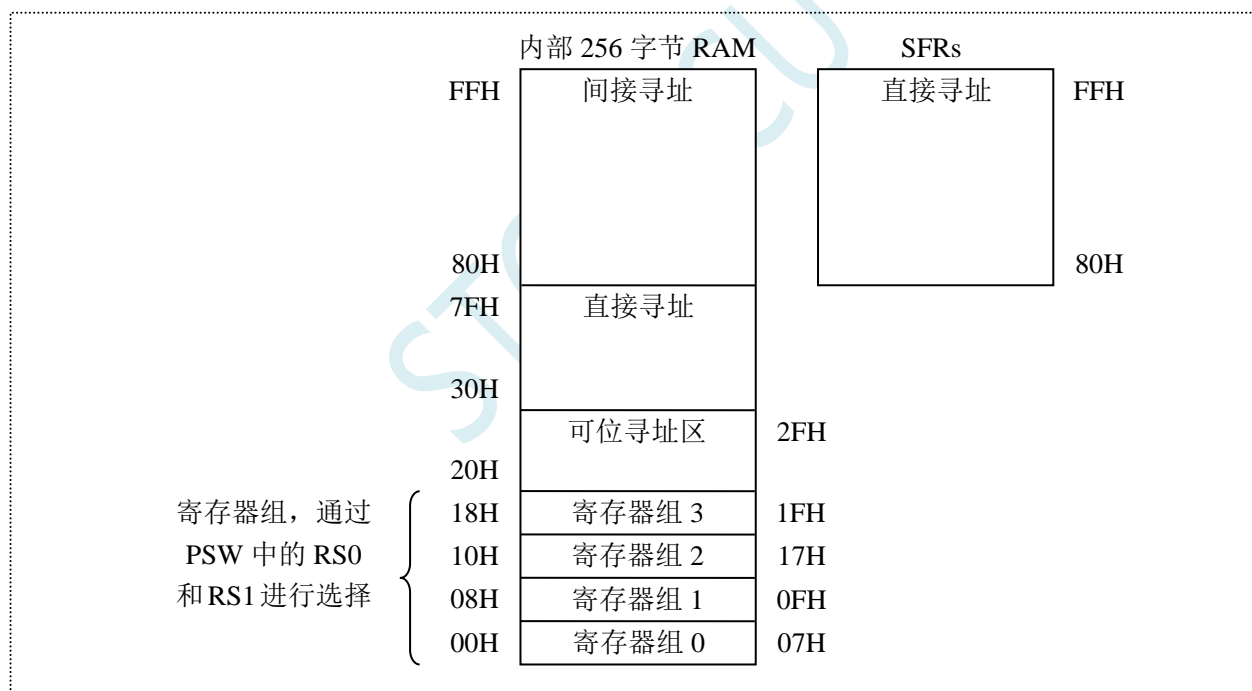 内部 256 字节 RAM SFRs
FFH 间接寻址 直接寻址 FFH
80H 80H
7FH 直接寻址
30H
可位寻址区 2FH
20H
寄存器组，通过 18H 寄存器组 3 1FH
PSW 中的 RS0 10H 寄存器组 2 17H
和RS1进行选择 08H 寄存器组 1 0FH
00H 寄存器组 0 07H